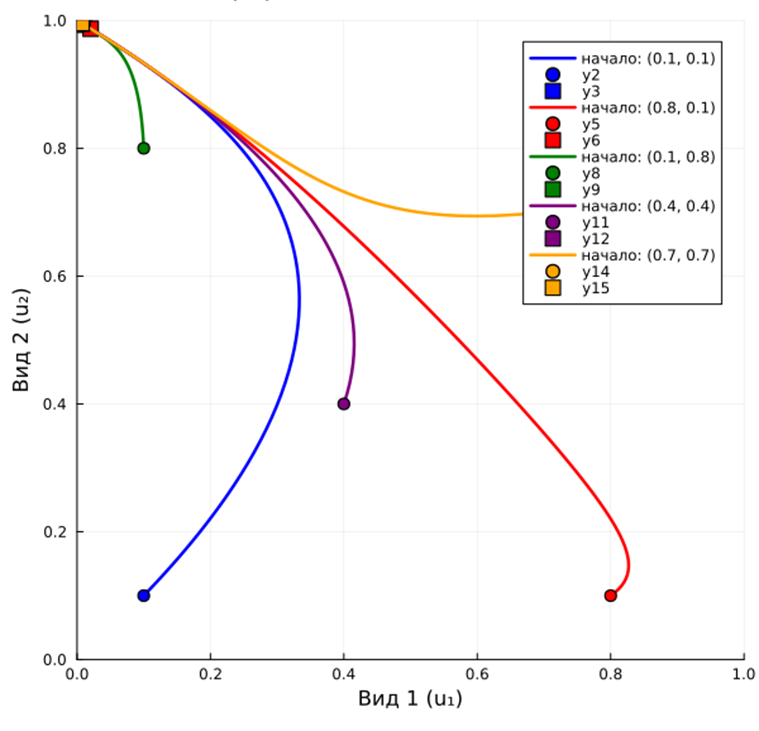 1.0
0.8
0.6
0.4
0.2
0.0
Вид 2 (u₂)
начало: (0.1, 0.1)
y2
y3
начало: (0.8, 0.1)
y5
y6
начало: (0.1, 0.8)
y8
y9
начало: (0.4, 0.4)
y11
y12
начало: (0.7, 0.7)
y14
y15
0.0 0.2 0.4 0.6 0.8 1.0
Вид 1 (u₁)